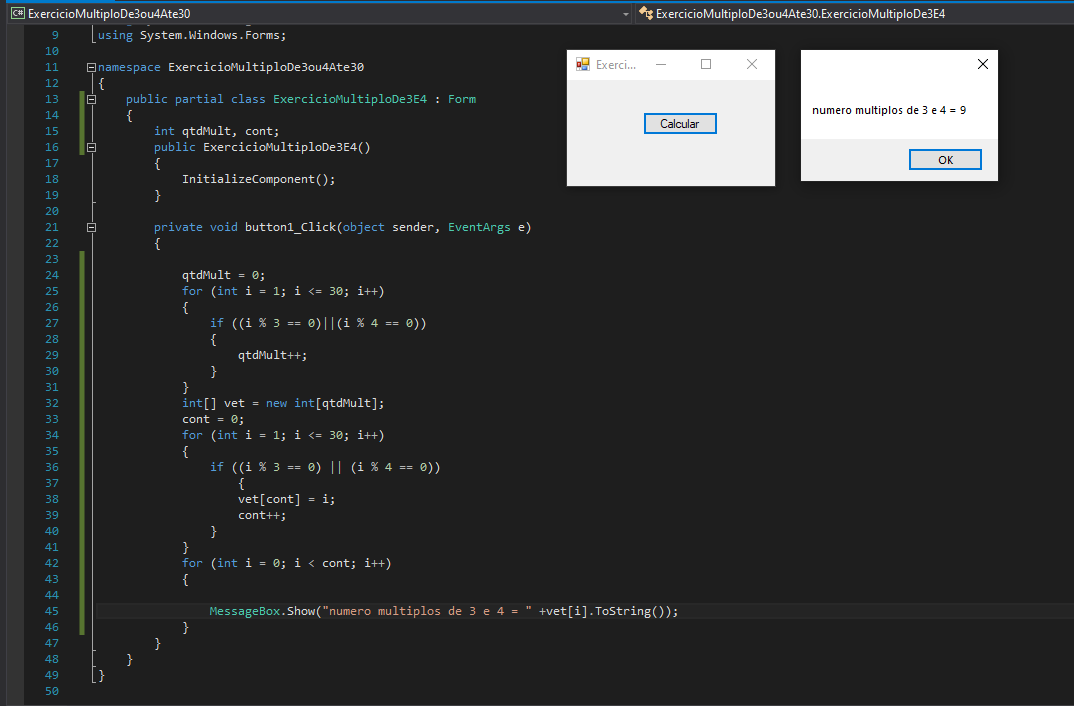 C# ExercicioMultiploDe3ou4Ate30
ExercicioMultiploDe3ou4Ate30.ExercicioMultiploDe3E4
9 using System.Windows.Forms;
10
11 namespace ExercicioMultiploDe3ou4Ate30
12 {
13 public partial class ExercicioMultiploDe3E4 : Form
14 {
15 int qtdMult, cont;
16 public ExercicioMultiploDe3E4()
17 {
18 InitializeComponent();
19 }
20
21 private void button1_Click(object sender, EventArgs e)
22 {
23
24 qtdMult = 0;
25 for (int i = 1; i <= 30; i++)
26 {
27 if ((i % 3 == 0)||(i % 4 == 0))
28 {
29 qtdMult++;
30 }
31 }
32 int[] vet = new int[qtdMult];
33 cont = 0;
34 for (int i = 1; i <= 30; i++)
35 {
36 if ((i % 3 == 0) || (i % 4 == 0))
37 {
38 vet[cont] = i;
39 cont++;
40 }
41 }
42 for (int i = 0; i < cont; i++)
43 {
44
45 MessageBox.Show("numero multiplos de 3 e 4 = " +vet[i].ToString());
46 }
47 }
48 }
49 }
50
Exerci...
Calcular
numero multiplos de 3 e 4 = 9
OK